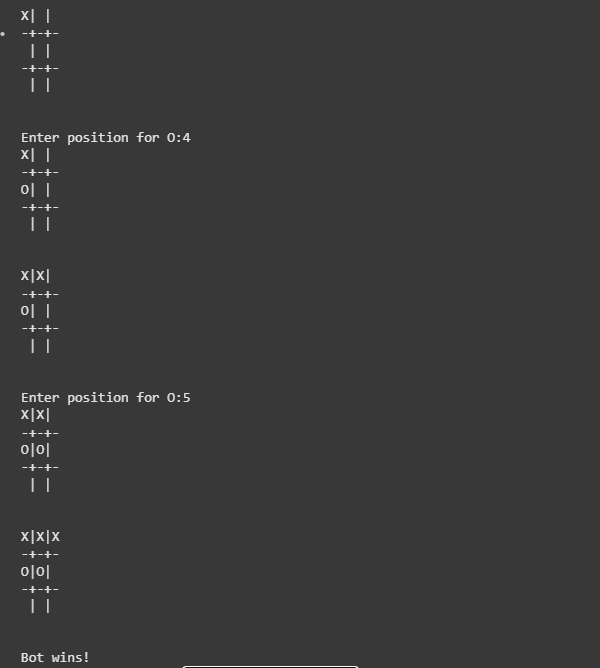 X| |
-+-+-
 | |
-+-+-
 | |
Enter position for O:4
X| |
-+-+-
O| |
-+-+-
 | |
X|X|
-+-+-
O| |
-+-+-
 | |
Enter position for O:5
X|X|
-+-+-
O|O|
-+-+-
 | |
X|X|X
-+-+-
O|O|
-+-+-
 | |
Bot wins!